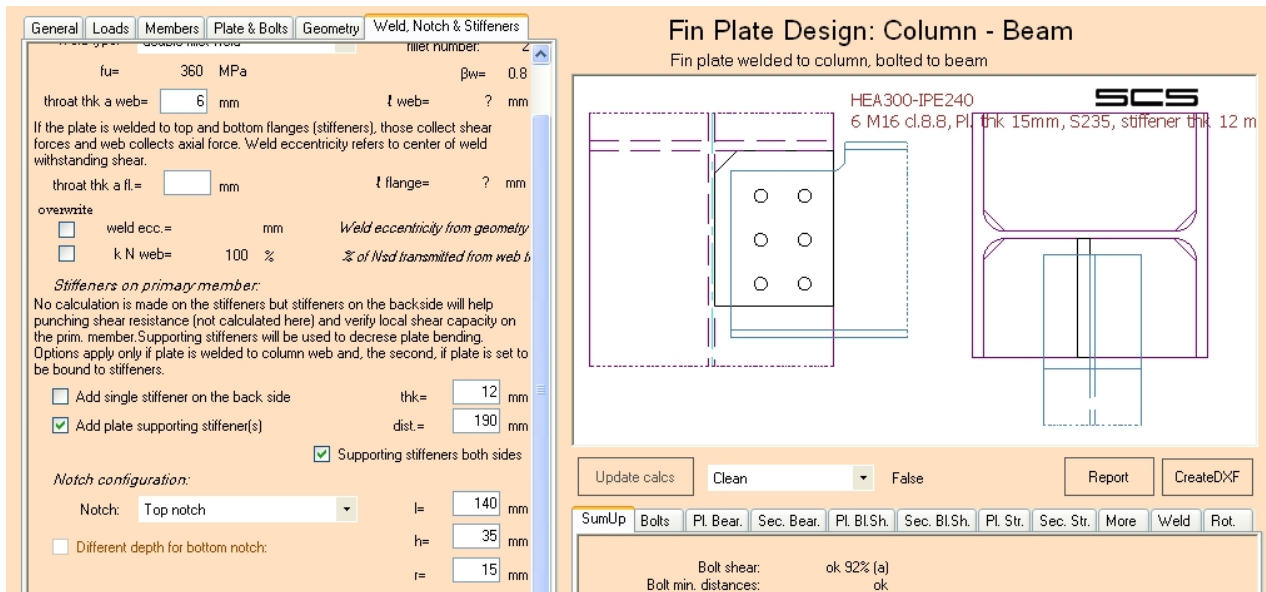 General Loads Members Plate & Bolts Geometry Weld, Notch & Stiffeners
fu= 360 MPa βw= 0.8
throat thk a web= 6 mm ℓ web= ? mm
If the plate is welded to top and bottom flanges (stiffeners), those collect shear
forces and web collects axial force. Weld eccentricity refers to center of weld
withstanding shear.
throat thk a fl.= mm ℓ flange= ? mm
overwrite
weld ecc.= mm Weld eccentricity from geometry
k N web= 100 % % of Nsd transmitted from web
Stiffeners on primary member:
No calculation is made on the stiffeners but stiffeners on the backside will help
punching shear resistance (not calculated here) and verify local shear capacity on
the prim. member.Supporting stiffeners will be used to decrese plate bending.
Options apply only if plate is welded to column web and, the second, if plate is set to
be bound to stiffeners.
Add single stiffener on the back side thk= 12 mm
Add plate supporting stiffener(s) dist.= 190 mm
Supporting stiffeners both sides
Notch configuration:
Notch: Top notch l= 140 mm
Different depth for bottom notch: h= 35 mm
r= 15 mm
Fin Plate Design: Column - Beam
Fin plate welded to column, bolted to beam
HEA300-IPE240 SCS
6 M16 cl.8.8, Pl. thk 15mm, S235, stiffener thk 12 m
Update calcs Clean False Report CreateDXF
SumUp Bolts Pl. Bear. Sec. Bear. Pl. Bl.Sh. Sec. Bl.Sh. Pl. Str. Sec. Str. More Weld Rot.
Bolt shear: ok 92% (a)
Bolt min. distances: ok